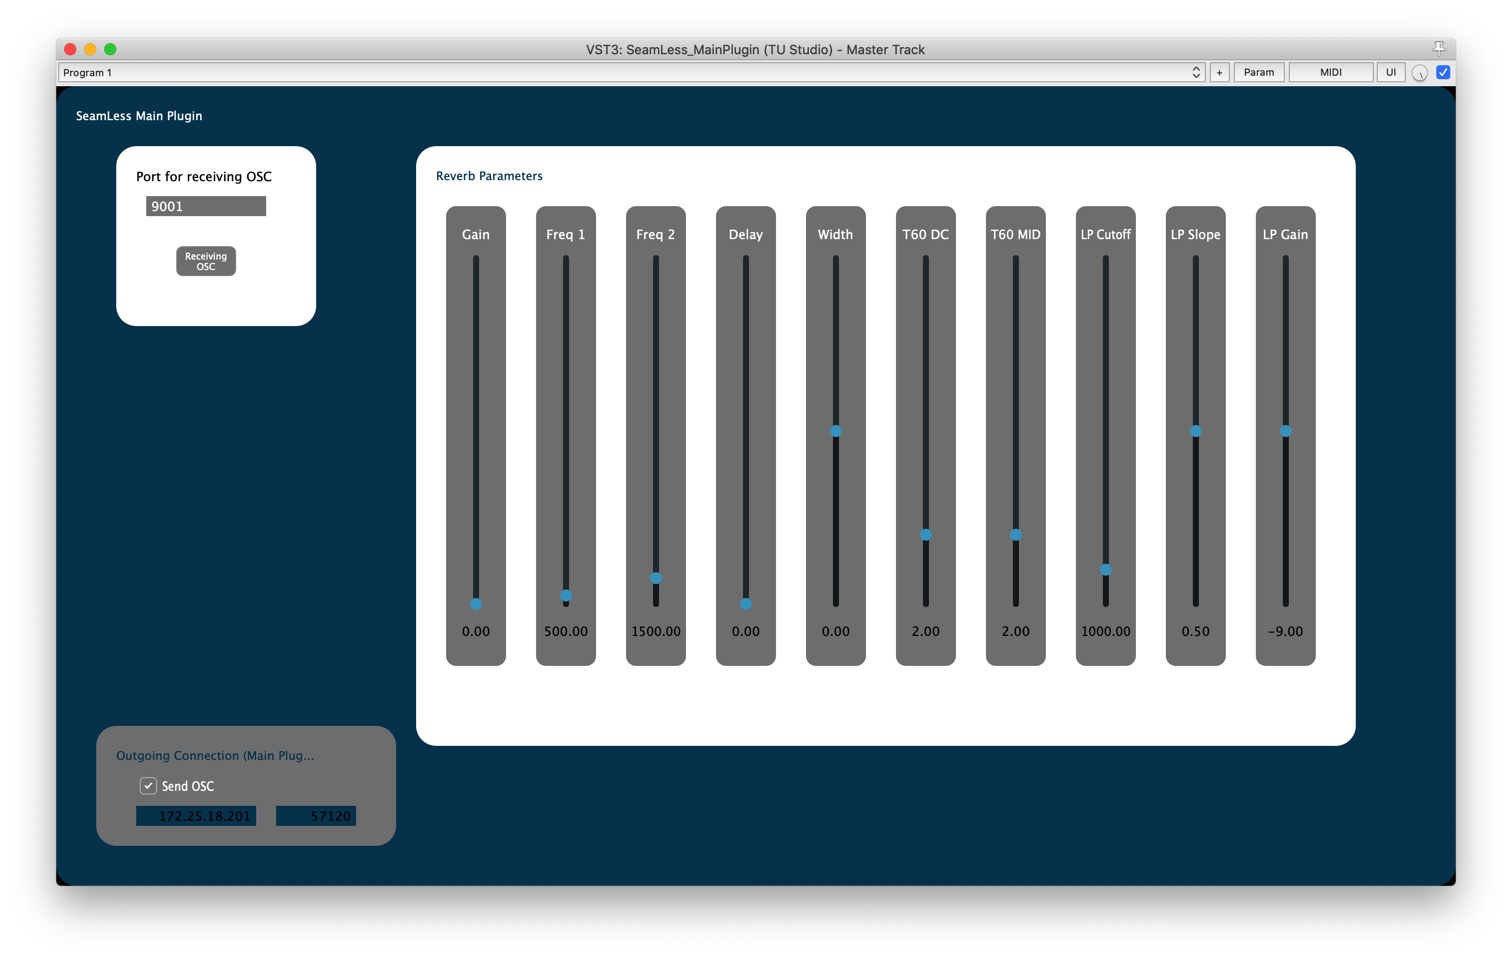 VST3: SeamLess_MainPlugin (TU Studio) - Master Track
Program 1
+
Param
MIDI
UI
SeamLess Main Plugin
Port for receiving OSC
9001
Receiving
OSC
Reverb Parameters
Gain Freq 1 Freq 2 Delay Width T60 DC T60 MID LP Cutoff LP Slope LP Gain
0.00 500.00 1500.00 0.00 0.00 2.00 2.00 1000.00 0.50 -9.00
Outgoing Connection (Main Plug...
Send OSC
172.25.18.201 57120